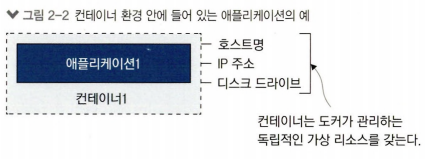 그림 2-2 컨테이너 환경 안에 들어 있는 애플리케이션의 예
애플리케이션1
컨테이너1
호스트명
IP 주소
디스크 드라이브
컨테이너는 도커가 관리하는
독립적인 가상 리소스를 갖는다.